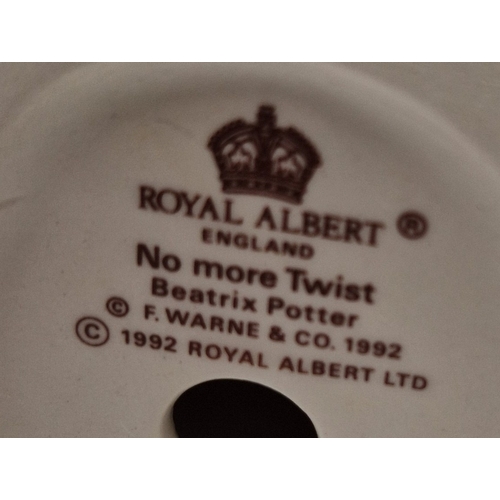 ROYAL ALBERT ®
ENGLAND
No more Twist
Beatrix Potter
© F. WARNE & CO. 1992
© 1992 ROYAL ALBERT LTD